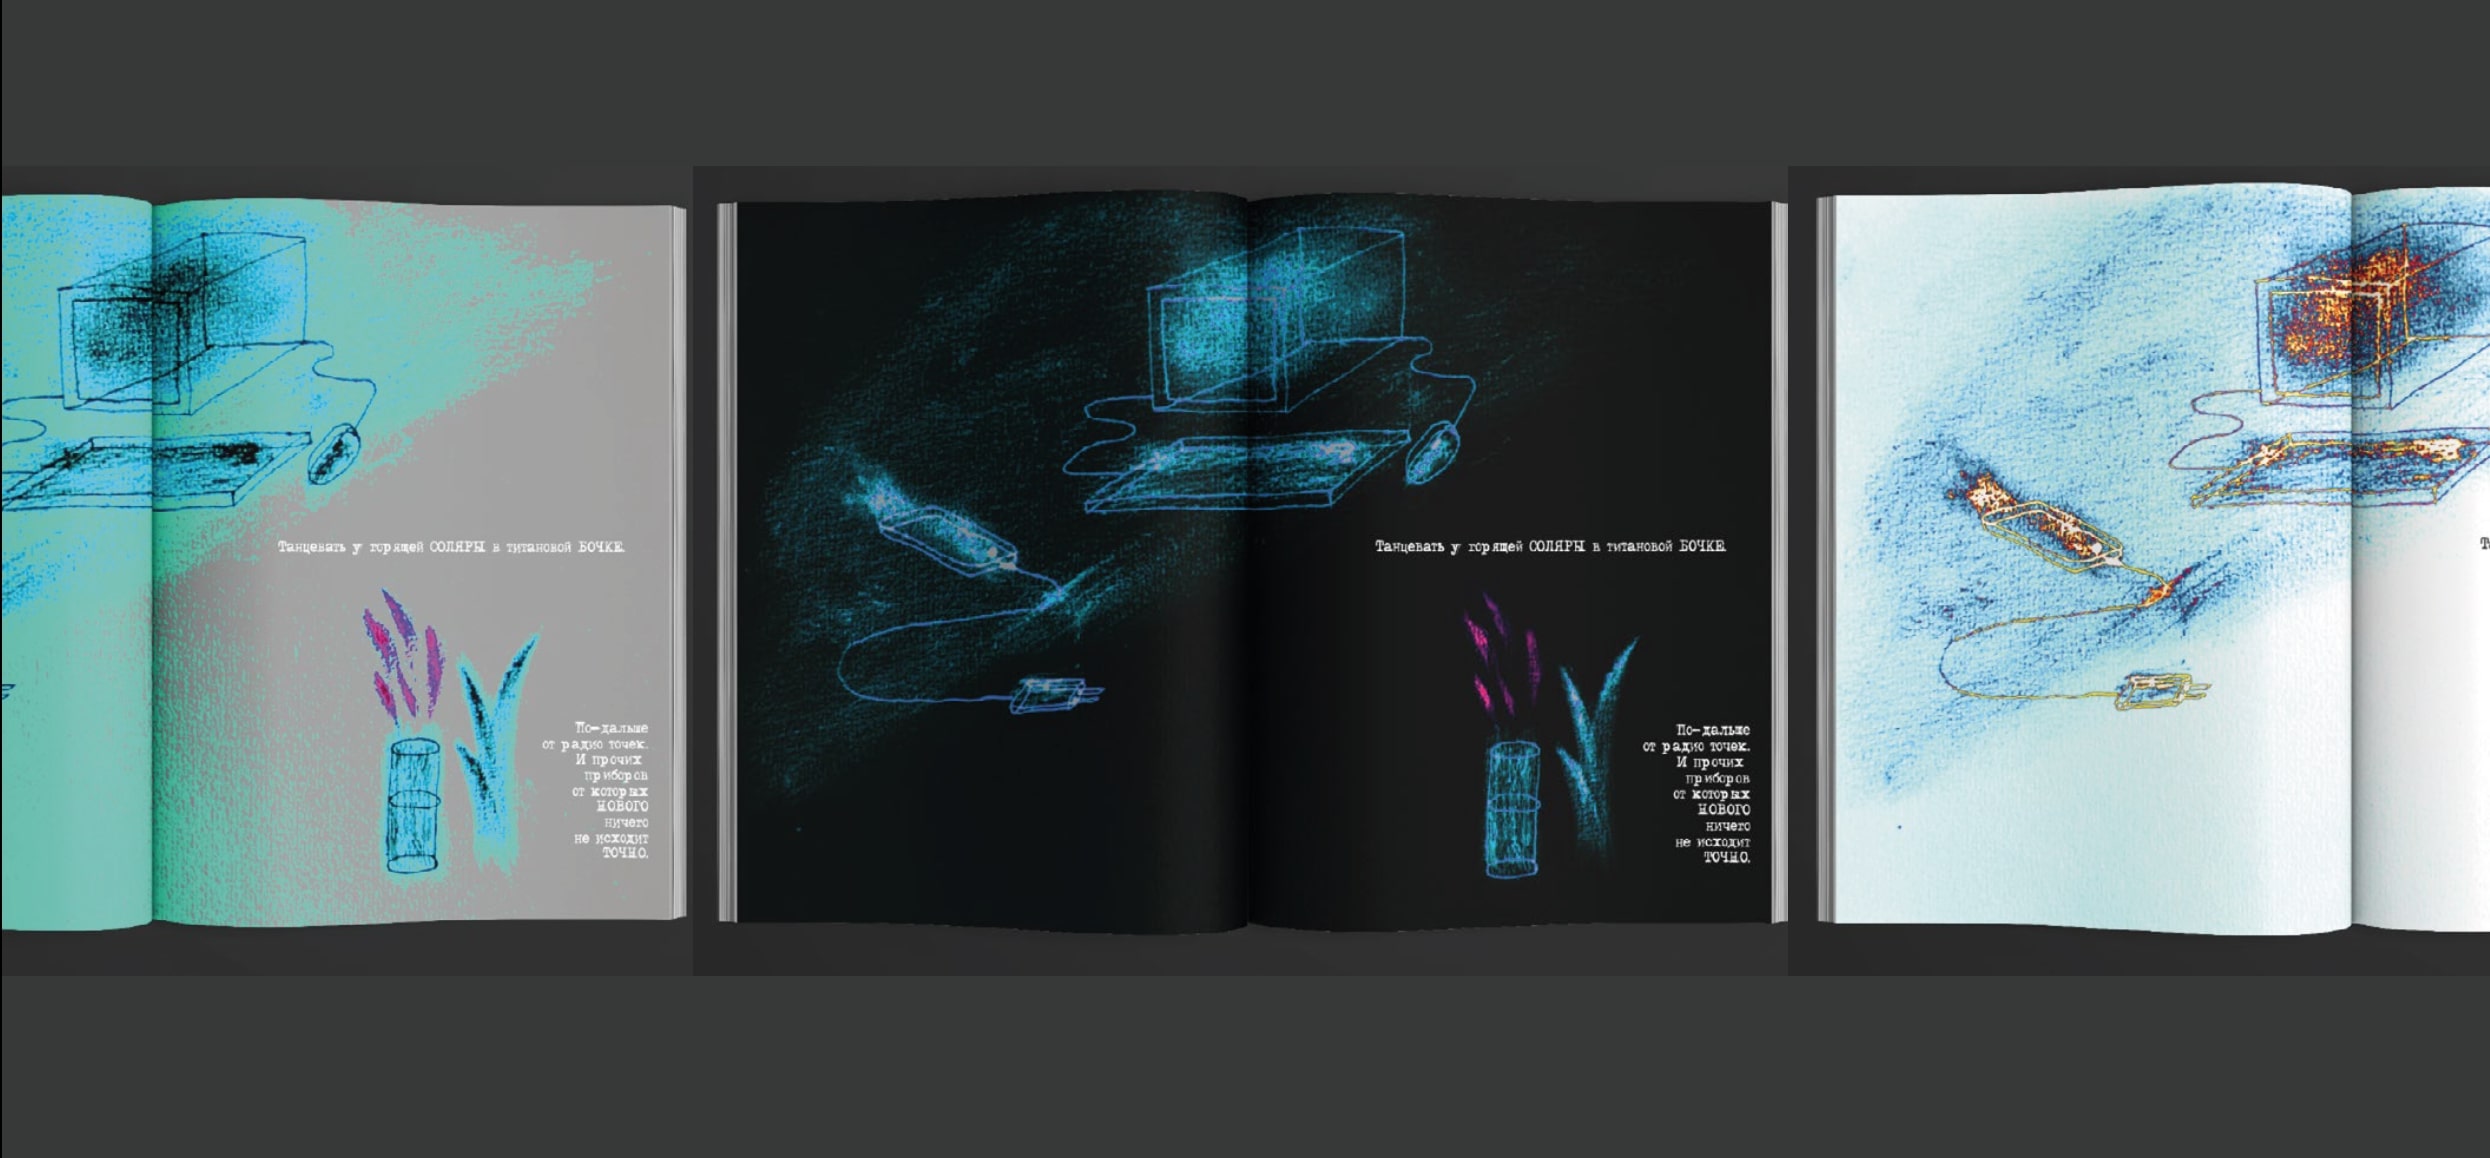 Танцевать у горящей СОЛЯРЫ в титановой БОЧКЕ.
По-дальше
от радио точек.
И прочих
приборов
от которых
НОВОГО
ничего
не исходит
ТОЧНО.
Танцевать у горящей СОЛЯРЫ в титановой БОЧКЕ.
По-дальше
от радио точек.
И прочих
приборов
от которых
НОВОГО
ничего
не исходит
ТОЧНО.